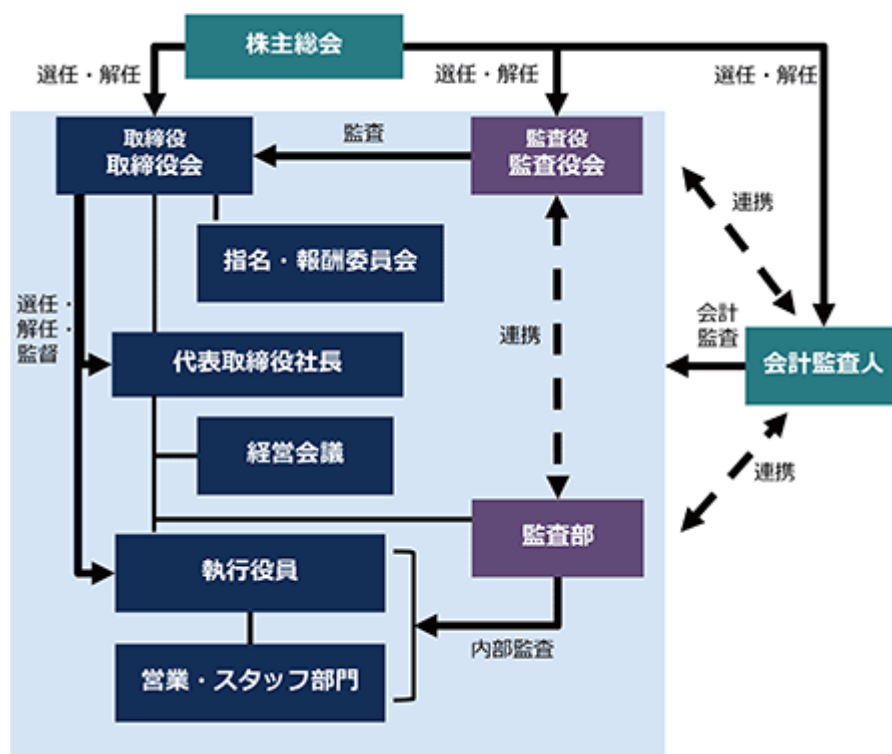 株主総会
選任・解任
選任・解任
選任・解任
取締役
取締役会
監査
監査役
監査役会
連携
指名・報酬委員会
選任・
解任・
監督
連携
会計
監査
代表取締役社長
会計監査人
経営会議
連携
監査部
執行役員
内部監査
営業・スタッフ部門